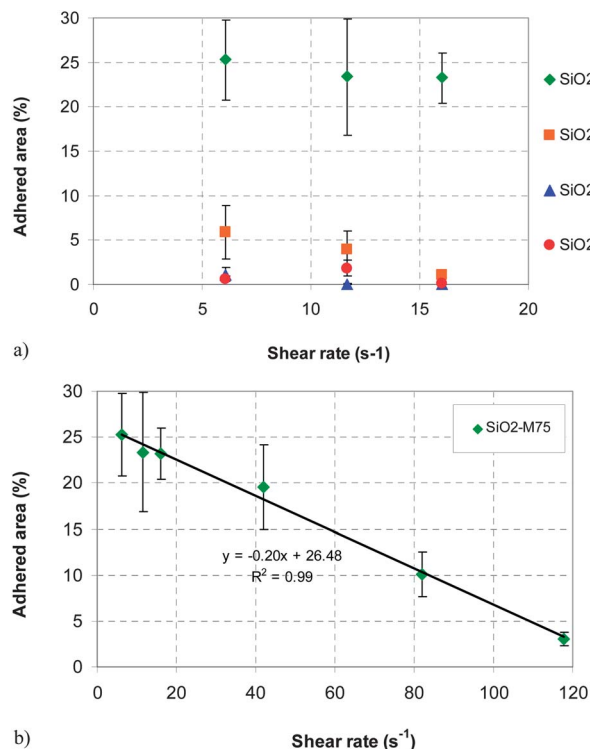 30
25
20
15
10
5
0
Adhered area (%)
0 5 10 15 20
Shear rate (s-1)
SiO2
SiO2
SiO2
SiO2
a)
30
25
20
15
10
5
0
Adhered area (%)
SiO2-M75
y = -0.20x + 26.48
R² = 0.99
0 20 40 60 80 100 120
Shear rate (s⁻¹)
b)